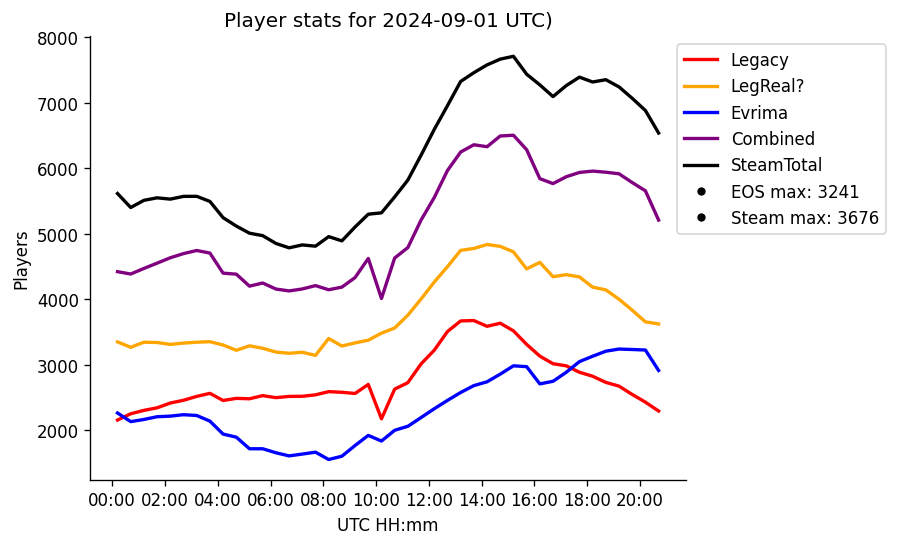 Player stats for 2024-09-01 UTC)
8000
7000
6000
5000
4000
3000
2000
Players
00:00 02:00 04:00 06:00 08:00 10:00 12:00 14:00 16:00 18:00 20:00
UTC HH:mm
Legacy
LegReal?
Evrima
Combined
SteamTotal
EOS max: 3241
Steam max: 3676